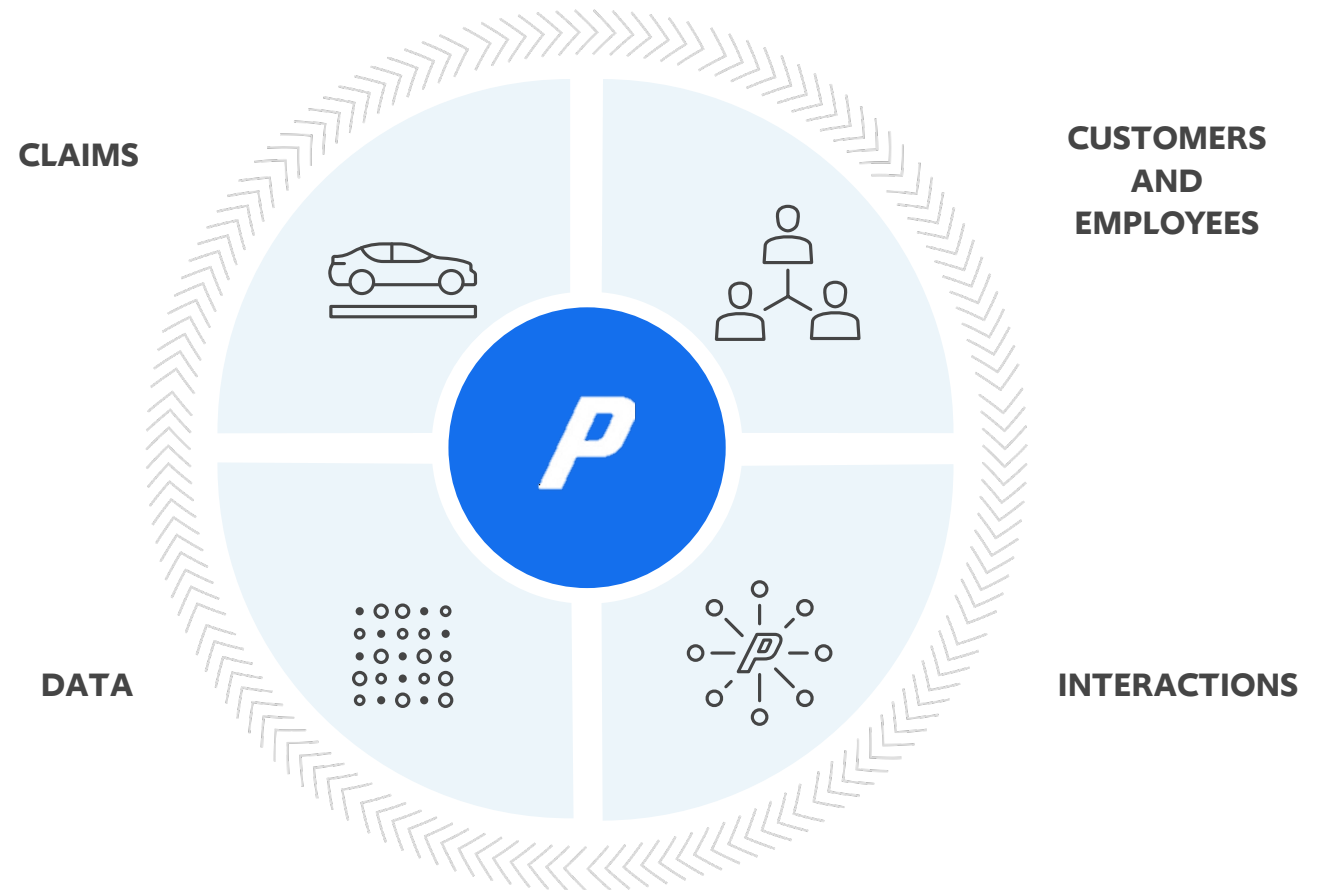 CLAIMS
CUSTOMERS
AND
EMPLOYEES
P
P
DATA
INTERACTIONS